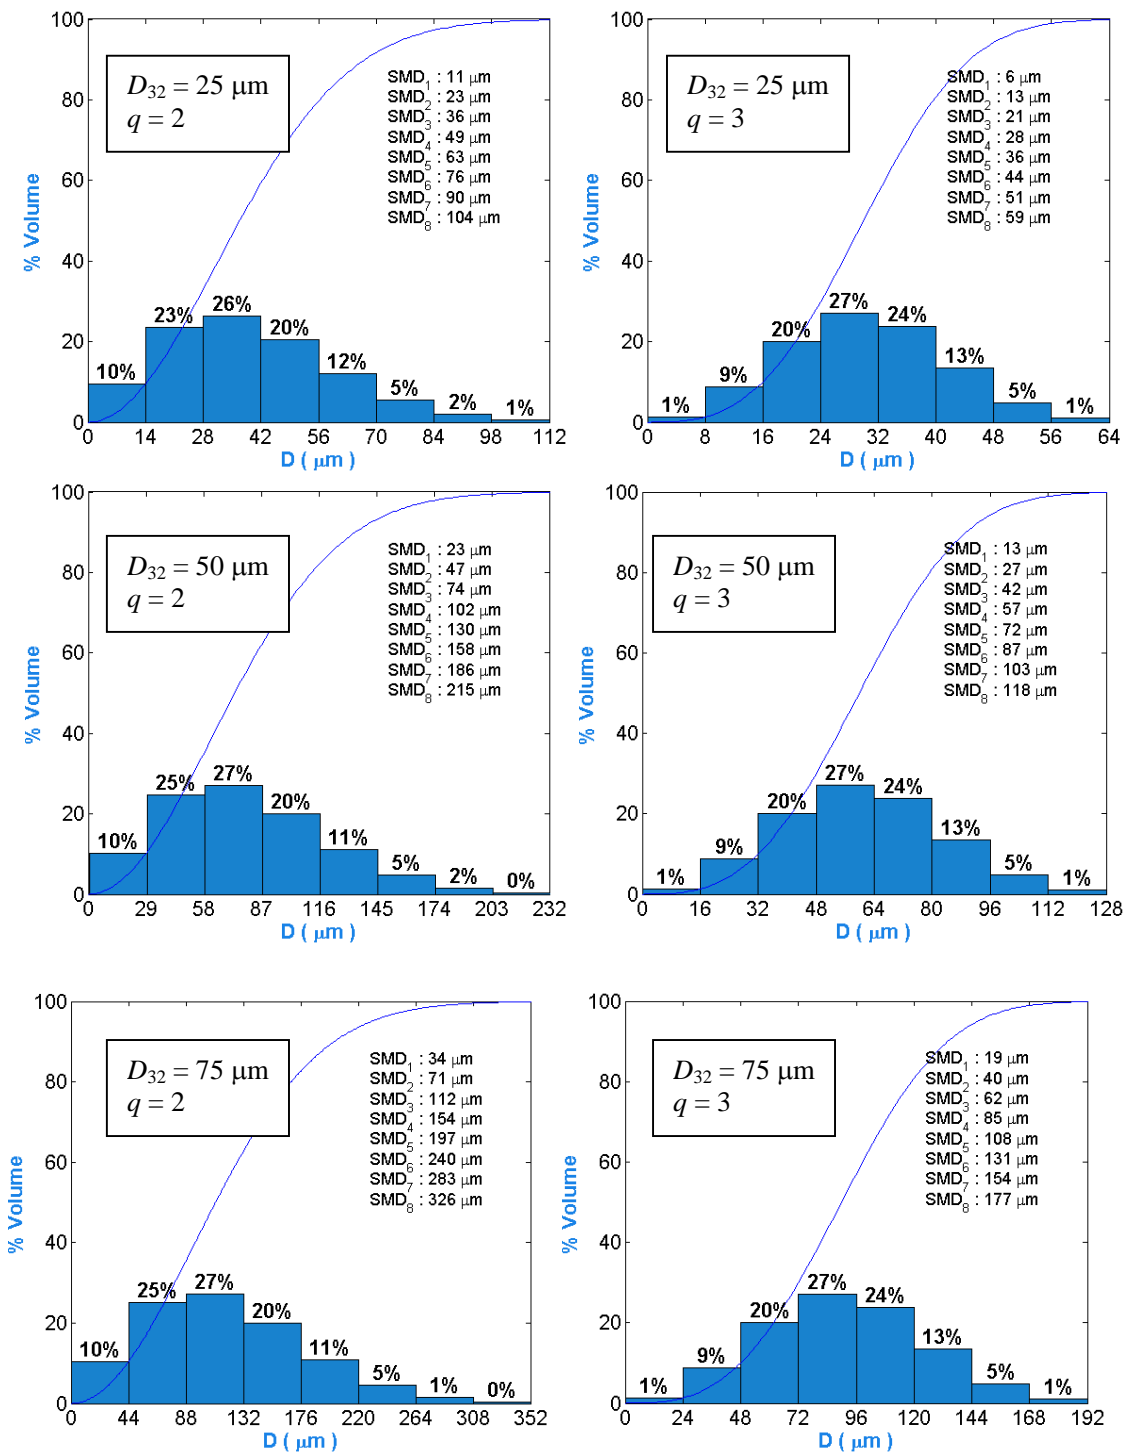 100
80
60
40
20
0
% Volume
D₃₂ = 25 μm
q = 2
SMD₁ : 11 μm
SMD₂ : 23 μm
SMD₃ : 36 μm
SMD₄ : 49 μm
SMD₅ : 63 μm
SMD₆ : 76 μm
SMD₇ : 90 μm
SMD₈ : 104 μm
10% 23% 26% 20% 12% 5% 2% 1%
0 14 28 42 56 70 84 98 112
D ( μm )
100
80
60
40
20
0
% Volume
D₃₂ = 25 μm
q = 3
SMD₁ : 6 μm
SMD₂ : 13 μm
SMD₃ : 21 μm
SMD₄ : 28 μm
SMD₅ : 36 μm
SMD₆ : 44 μm
SMD₇ : 51 μm
SMD₈ : 59 μm
1% 9% 20% 27% 24% 13% 5% 1%
0 8 16 24 32 40 48 56 64
D ( μm )
100
80
60
40
20
0
% Volume
D₃₂ = 50 μm
q = 2
SMD₁ : 23 μm
SMD₂ : 47 μm
SMD₃ : 74 μm
SMD₄ : 102 μm
SMD₅ : 130 μm
SMD₆ : 158 μm
SMD₇ : 186 μm
SMD₈ : 215 μm
10% 25% 27% 20% 11% 5% 2% 0%
0 29 58 87 116 145 174 203 232
D ( μm )
100
80
60
40
20
0
% Volume
D₃₂ = 50 μm
q = 3
SMD₁ : 13 μm
SMD₂ : 27 μm
SMD₃ : 42 μm
SMD₄ : 57 μm
SMD₅ : 72 μm
SMD₆ : 87 μm
SMD₇ : 103 μm
SMD₈ : 118 μm
1% 9% 20% 27% 24% 13% 5% 1%
0 16 32 48 64 80 96 112 128
D ( μm )
100
80
60
40
20
0
% Volume
D₃₂ = 75 μm
q = 2
SMD₁ : 34 μm
SMD₂ : 71 μm
SMD₃ : 112 μm
SMD₄ : 154 μm
SMD₅ : 197 μm
SMD₆ : 240 μm
SMD₇ : 283 μm
SMD₈ : 326 μm
10% 25% 27% 20% 11% 5% 1% 0%
0 44 88 132 176 220 264 308 352
D ( μm )
100
80
60
40
20
0
% Volume
D₃₂ = 75 μm
q = 3
SMD₁ : 19 μm
SMD₂ : 40 μm
SMD₃ : 62 μm
SMD₄ : 85 μm
SMD₅ : 108 μm
SMD₆ : 131 μm
SMD₇ : 154 μm
SMD₈ : 177 μm
1% 9% 20% 27% 24% 13% 5% 1%
0 24 48 72 96 120 144 168 192
D ( μm )